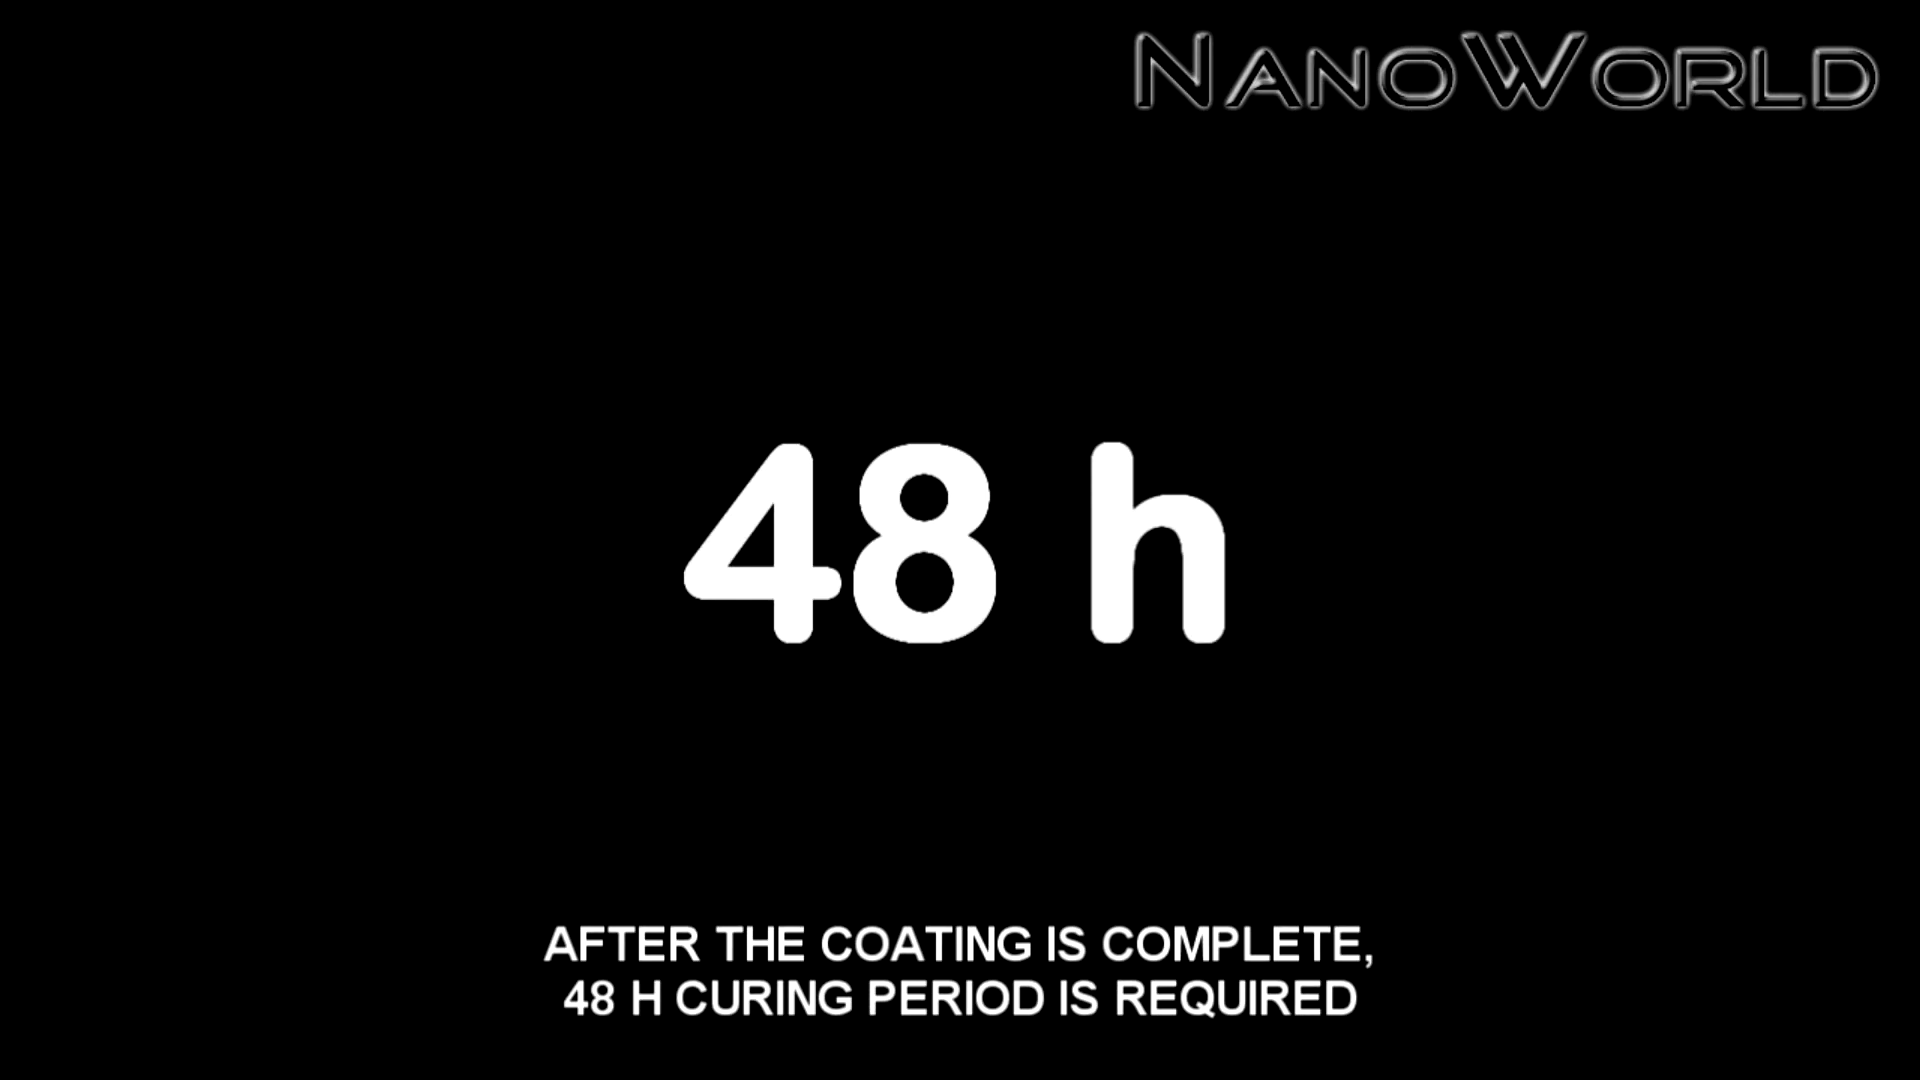 NANOWORLD
48 h
AFTER THE COATING IS COMPLETE,
48 H CURING PERIOD IS REQUIRED